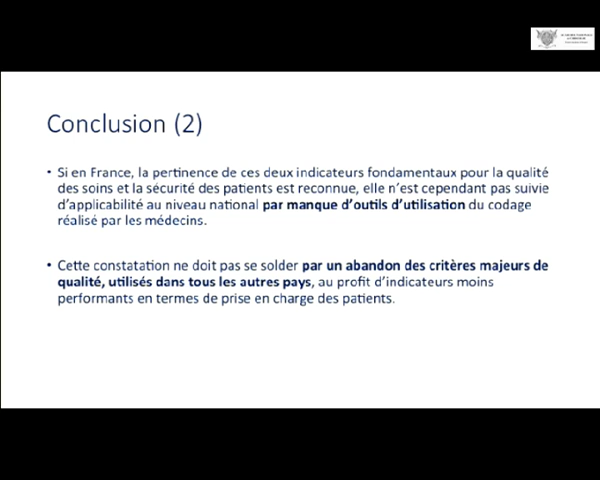 Conclusion (2)
• Si en France, la pertinence de ces deux indicateurs fondamentaux pour la qualité
des soins et la sécurité des patients est reconnue, elle n'est cependant pas suivie
d'applicabilité au niveau national par manque d'outils d'utilisation du codage
réalisé par les médecins.
• Cette constatation ne doit pas se solder par un abandon des critères majeurs de
qualité, utilisés dans tous les autres pays, au profit d'indicateurs moins
performants en termes de prise en charge des patients.